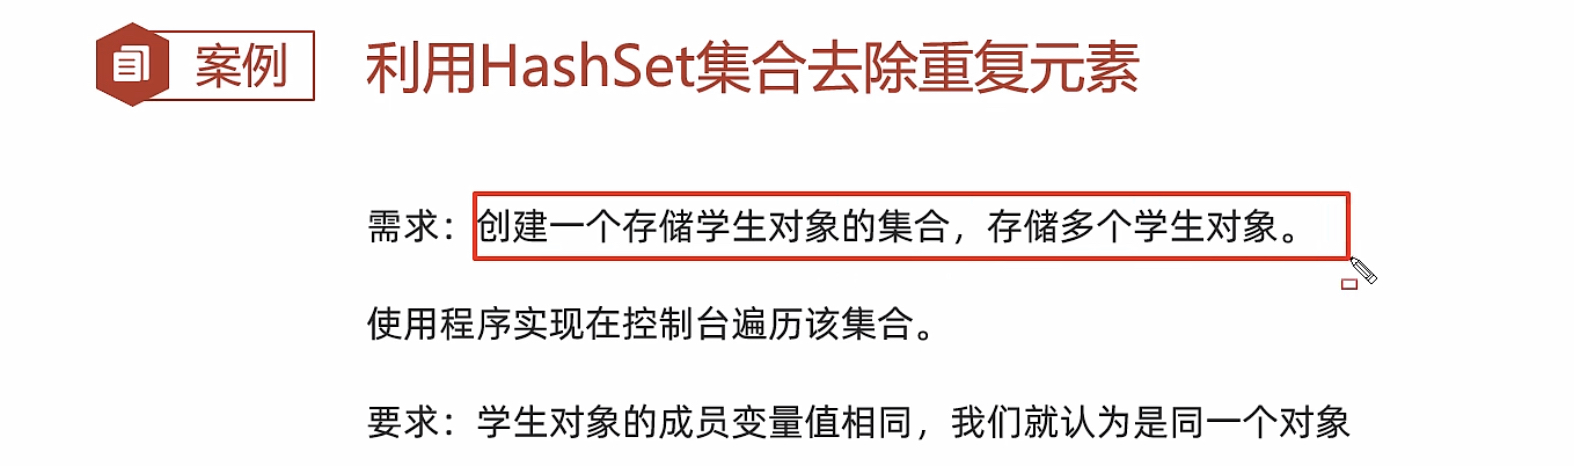 案例
利用HashSet集合去除重复元素
需求：创建一个存储学生对象的集合，存储多个学生对象。
使用程序实现在控制台遍历该集合。
要求：学生对象的成员变量值相同，我们就认为是同一个对象